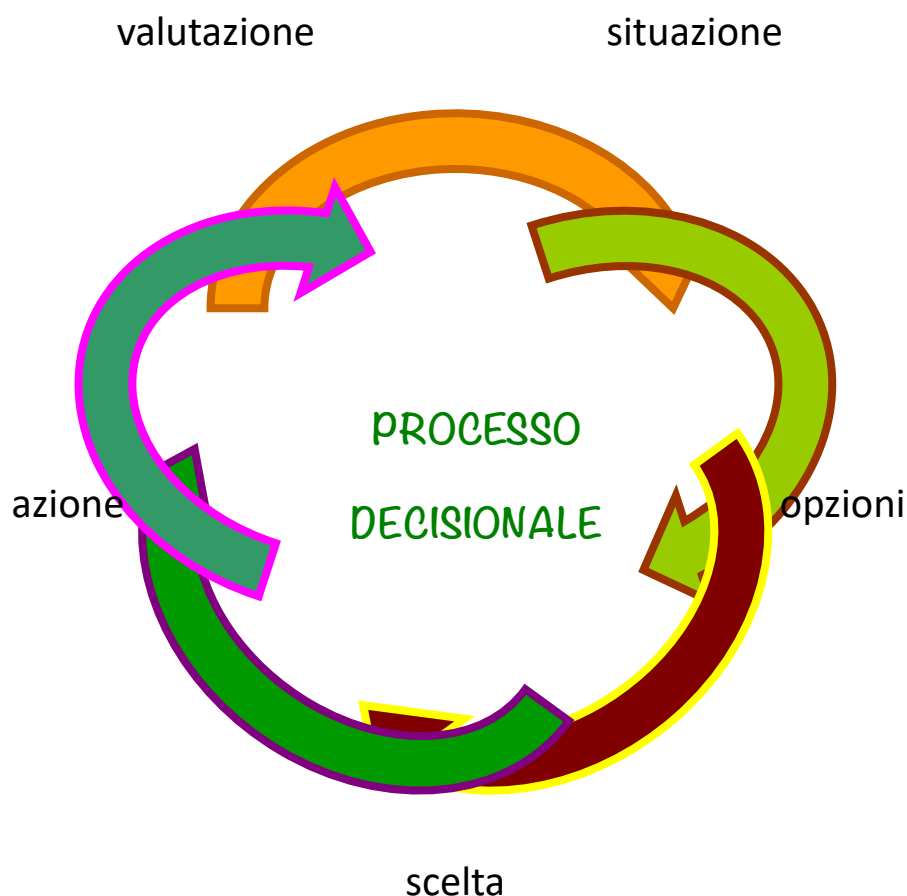 valutazione
situazione
PROCESSO
azione
opzioni
DECISIONALE
scelta